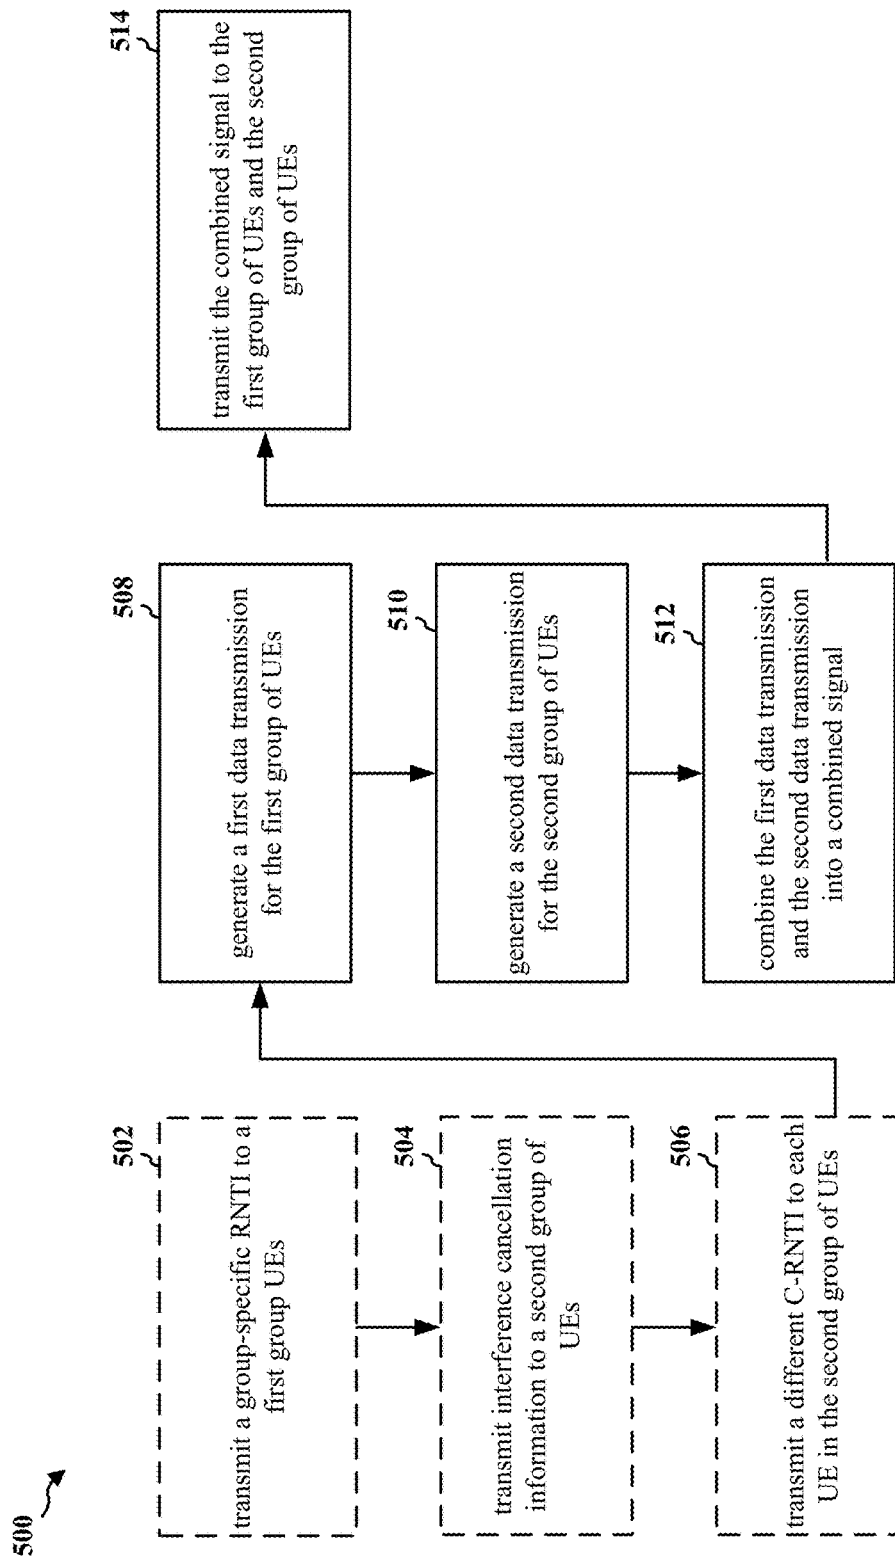 500
502
transmit a group-specific RNTI to a
first group UEs
504
transmit interference cancellation
information to a second group of
UEs
506
transmit a different C-RNTI to each
UE in the second group of UEs
508
generate a first data transmission
for the first group of UEs
510
generate a second data transmission
for the second group of UEs
512
combine the first data transmission
and the second data transmission
into a combined signal
514
transmit the combined signal to the
first group of UEs and the second
group of UEs